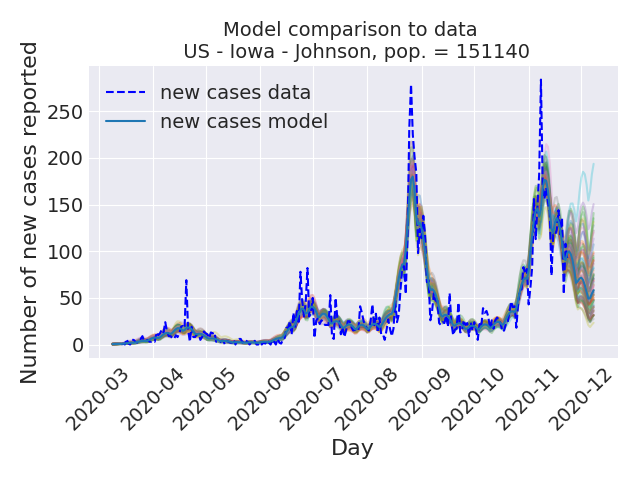 Model comparison to data
US - Iowa - Johnson, pop. = 151140
new cases data
new cases model
Number of new cases reported
250
200
150
100
50
0
2020-03
2020-04
2020-05
2020-06
2020-07
2020-08
2020-09
2020-10
2020-11
2020-12
Day